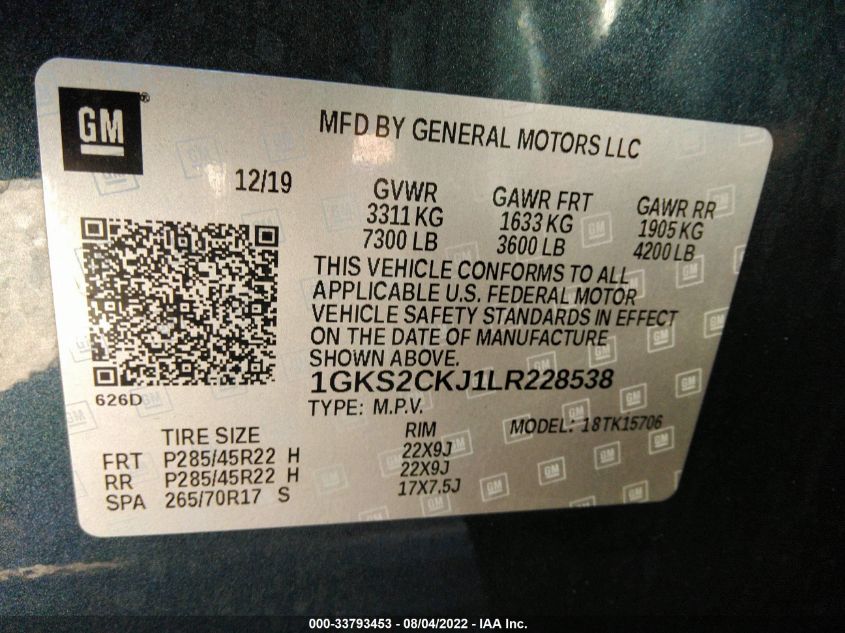 GM ®
MFD BY GENERAL MOTORS LLC
12/19
GVWR GAWR FRT GAWR RR
3311 KG 1633 KG 1905 KG
7300 LB 3600 LB 4200 LB
THIS VEHICLE CONFORMS TO ALL
APPLICABLE U.S. FEDERAL MOTOR
VEHICLE SAFETY STANDARDS IN EFFECT
ON THE DATE OF MANUFACTURE
SHOWN ABOVE.
626D
1GKS2CKJ1LR228538
TYPE: M.P.V. MODEL: 18TK15706
TIRE SIZE RIM
FRT P285/45R22 H 22X9J
RR P285/45R22 H 22X9J
SPA 265/70R17 S 17X7.5J
000-33793453 - 08/04/2022 - IAA Inc.